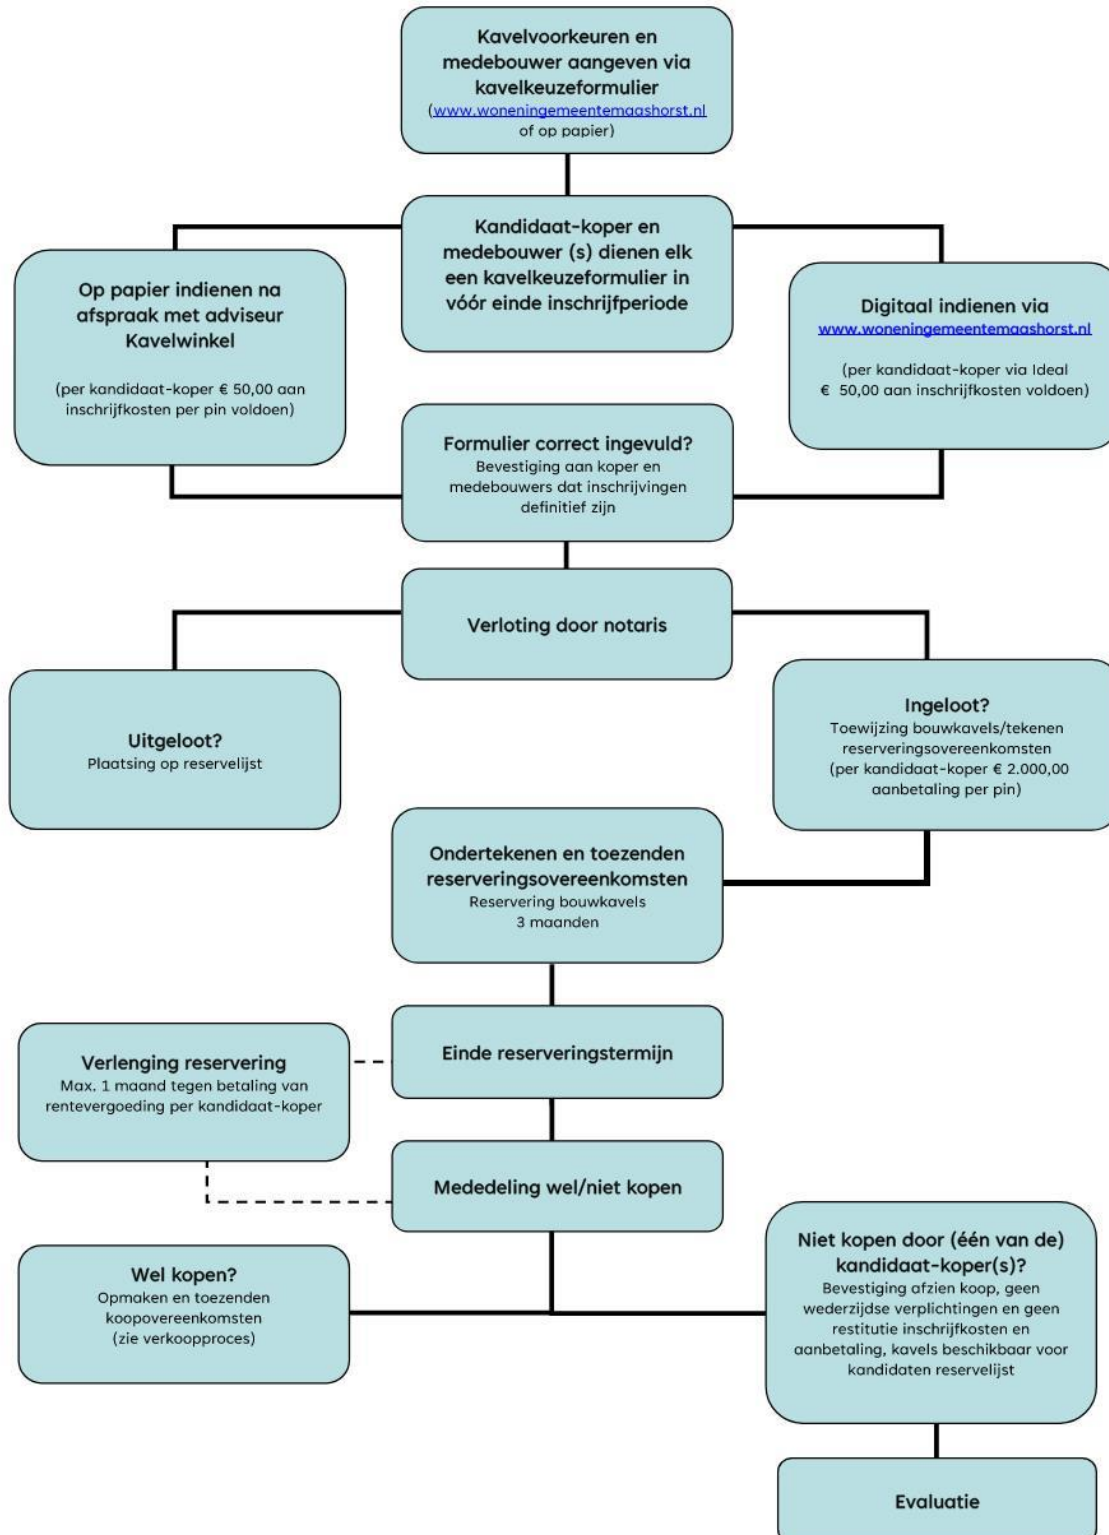 Kavelvoorkeuren en
medebouwer aangeven via
kavelkeuzeformulier
(www.woneningemeentemaashorst.nl
of op papier)
Kandidaat-koper en
medebouwer (s) dienen elk
een kavelkeuzeformulier in
vóór einde inschrijfperiode
Op papier indienen na
afspraak met adviseur
Kavelwinkel
(per kandidaat-koper € 50,00 aan
inschrijfkosten per pin voldoen)
Digitaal indienen via
www.woneningemeentemaashorst.nl
(per kandidaat-koper via Ideal
€ 50,00 aan inschrijfkosten voldoen)
Formulier correct ingevuld?
Bevestiging aan koper en
medebouwers dat inschrijvingen
definitief zijn
Verloting door notaris
Uitgeloot?
Plaatsing op reservelijst
Ingeloot?
Toewijzing bouwkavels/tekenen
reserveringsovereenkomsten
(per kandidaat-koper € 2.000,00
aanbetaling per pin)
Ondertekenen en toezenden
reserveringsovereenkomsten
Reservering bouwkavels
3 maanden
Einde reserveringstermijn
Verlenging reservering
Max. 1 maand tegen betaling van
rentevergoeding per kandidaat-koper
Mededeling wel/niet kopen
Wel kopen?
Opmaken en toezenden
koopovereenkomsten
(zie verkoopproces)
Niet kopen door (één van de)
kandidaat-koper(s)?
Bevestiging afzien koop, geen
wederzijdse verplichtingen en geen
restitutie inschrijfkosten en
aanbetaling, kavels beschikbaar voor
kandidaten reservelijst
Evaluatie